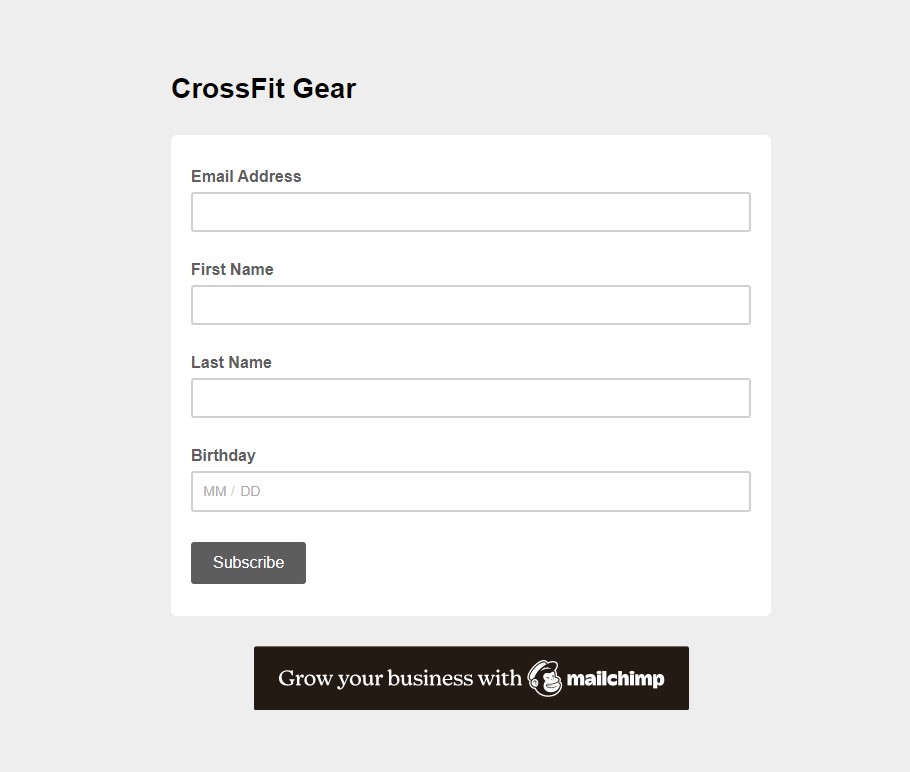 CrossFit Gear
Email Address
First Name
Last Name
Birthday
MM / DD
Subscribe
Grow your business with mailchimp